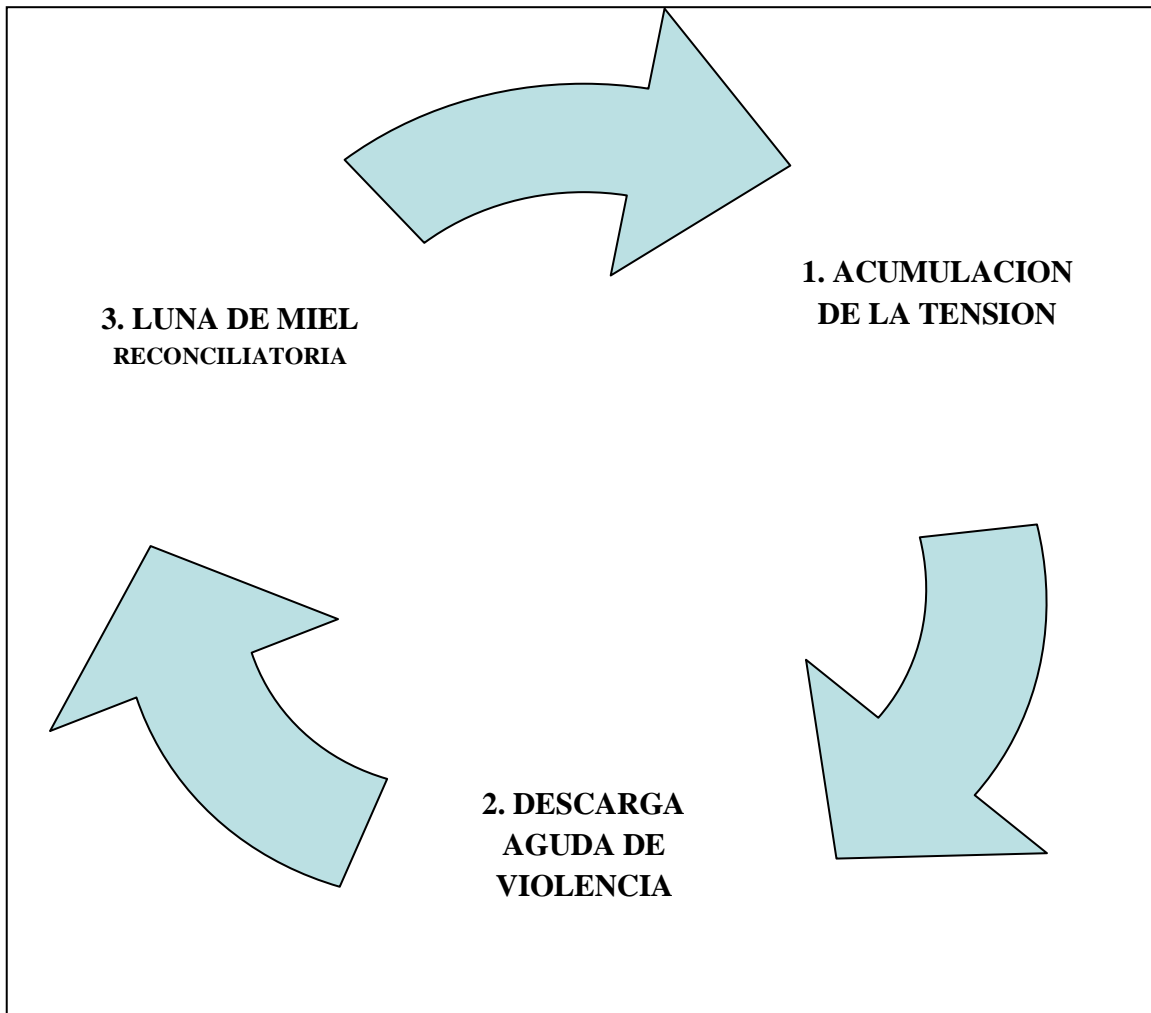 1. ACUMULACION
DE LA TENSION
2. DESCARGA
AGUDA DE
VIOLENCIA
3. LUNA DE MIEL
RECONCILIATORIA